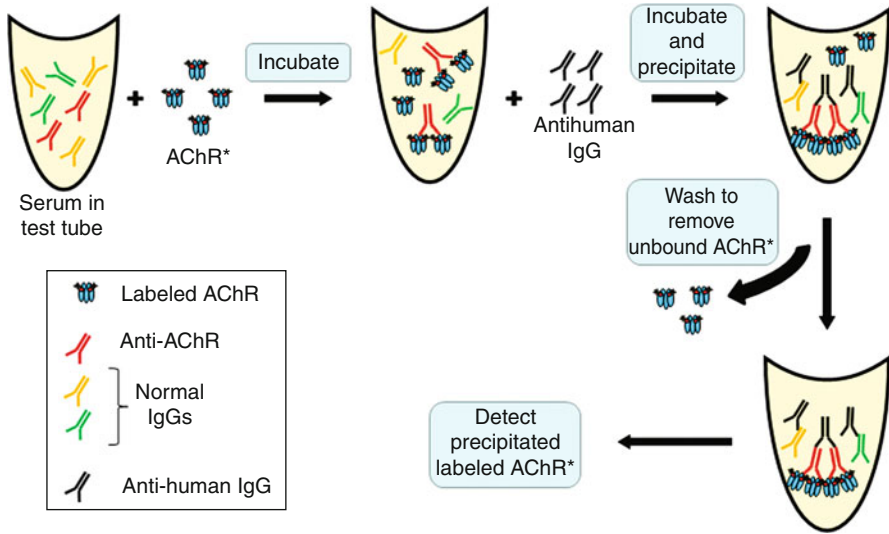 Serum in
test tube
AChR*
Incubate
Antihuman
IgG
Incubate
and
precipitate
Wash to
remove
unbound AChR*
Detect
precipitated
labeled AChR*
Labeled AChR
Anti-AChR
Normal
IgGs
Anti-human IgG